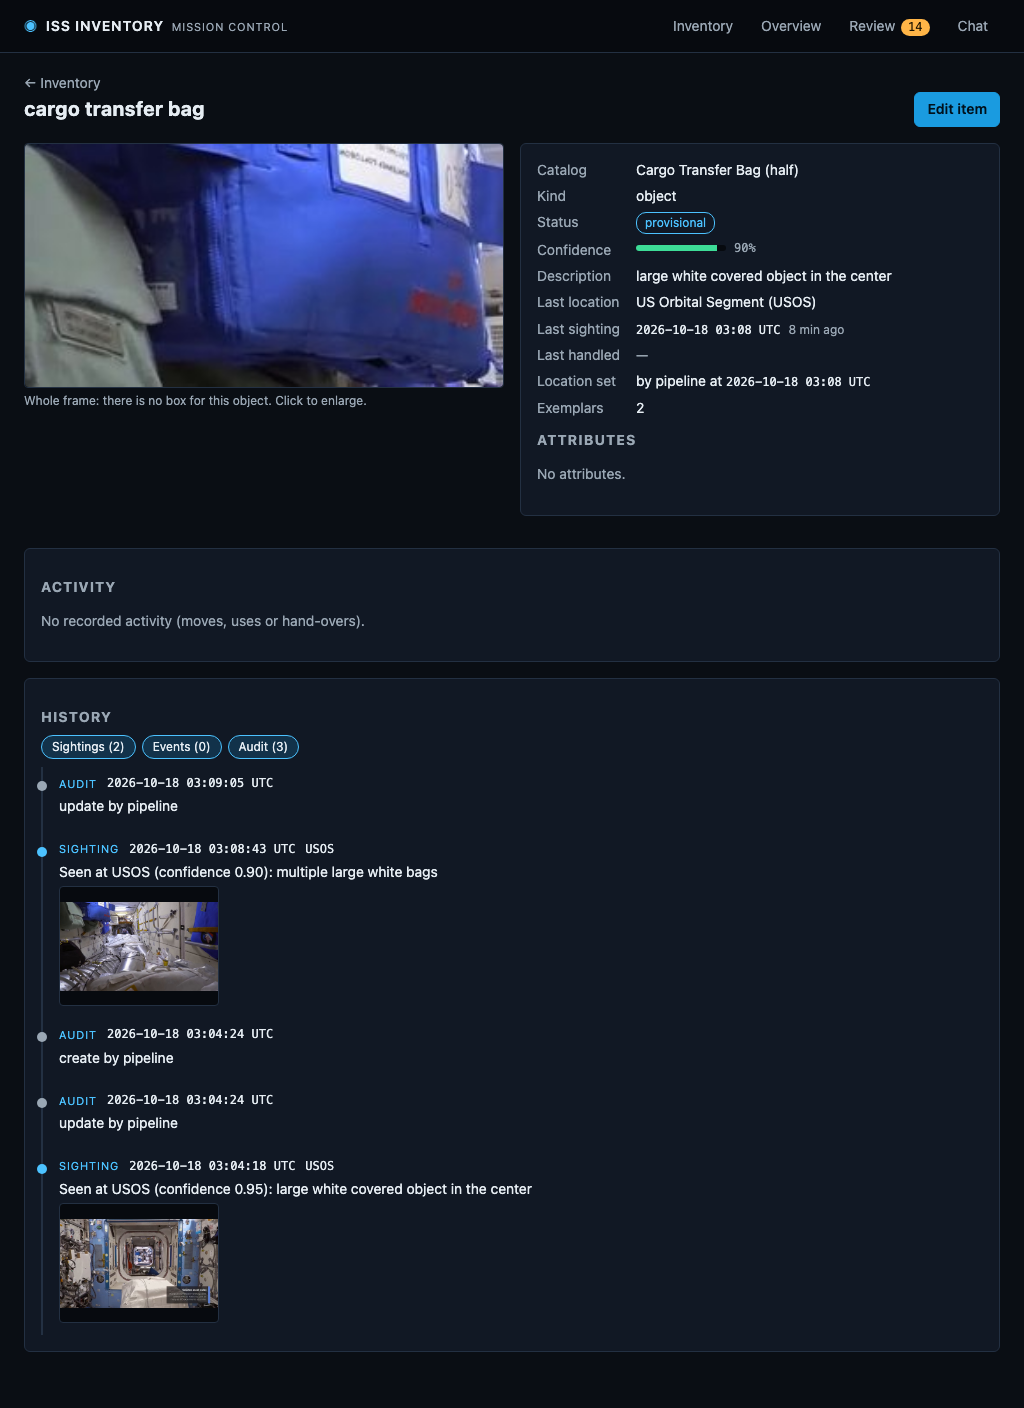 ISS INVENTORY MISSION CONTROL
Inventory Overview Review 14 Chat
← Inventory
cargo transfer bag
Edit item
Whole frame: there is no box for this object. Click to enlarge.
Catalog Cargo Transfer Bag (half)
Kind object
Status provisional
Confidence 90%
Description large white covered object in the center
Last location US Orbital Segment (USOS)
Last sighting 2026-10-18 03:08 UTC 8 min ago
Last handled —
Location set by pipeline at 2026-10-18 03:08 UTC
Exemplars 2
ATTRIBUTES
No attributes.
ACTIVITY
No recorded activity (moves, uses or hand-overs).
HISTORY
Sightings (2) Events (0) Audit (3)
AUDIT 2026-10-18 03:09:05 UTC
update by pipeline
SIGHTING 2026-10-18 03:08:43 UTC USOS
Seen at USOS (confidence 0.90): multiple large white bags
AUDIT 2026-10-18 03:04:24 UTC
create by pipeline
AUDIT 2026-10-18 03:04:24 UTC
update by pipeline
SIGHTING 2026-10-18 03:04:18 UTC USOS
Seen at USOS (confidence 0.95): large white covered object in the center